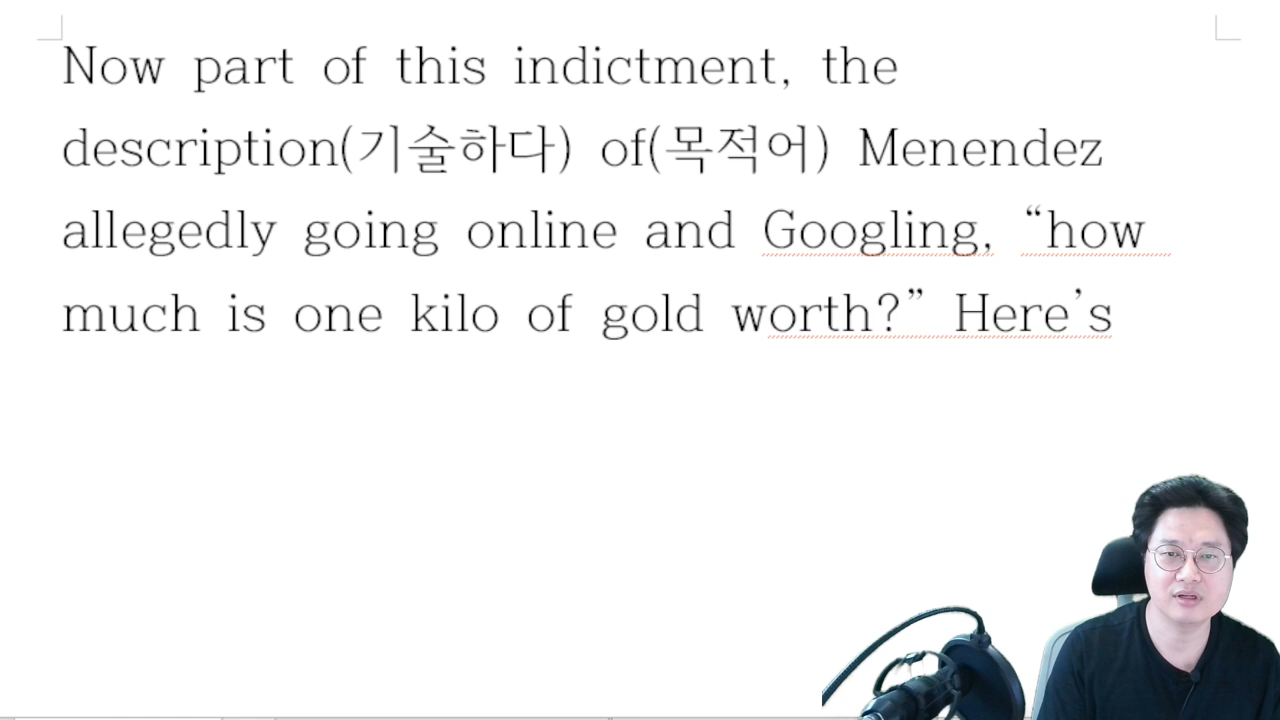 Now part of this indictment, the
description(기술하다) of(목적어) Menendez
allegedly going online and Googling, “how
much is one kilo of gold worth?” Here’s